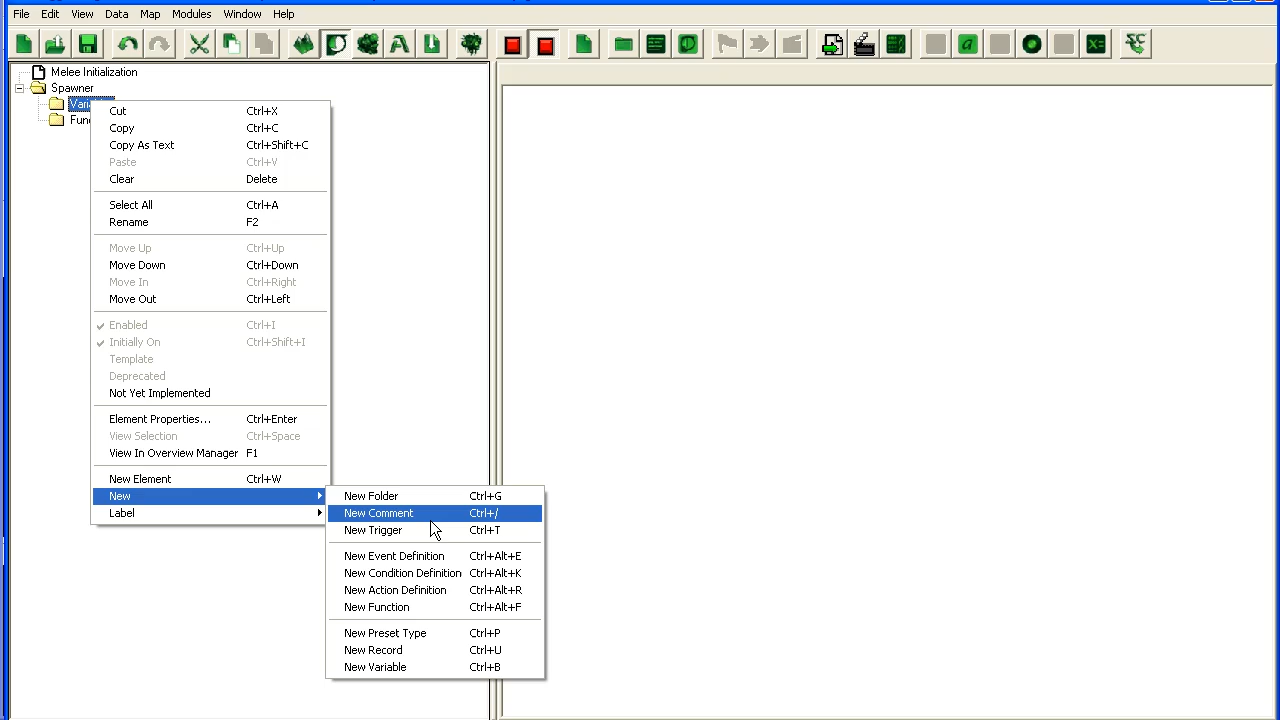 File Edit View Data Map Modules Window Help
Melee Initialization
Spawner
Cut Ctrl+X
Copy Ctrl+C
Copy As Text Ctrl+Shift+C
Paste Ctrl+V
Clear Delete
Select All Ctrl+A
Rename F2
Move Up Ctrl+Up
Move Down Ctrl+Down
Move In Ctrl+Right
Move Out Ctrl+Left
Enabled Ctrl+I
Initially On Ctrl+Shift+I
Template
Deprecated
Not Yet Implemented
Element Properties... Ctrl+Enter
View Selection Ctrl+Space
View In Overview Manager F1
New Element Ctrl+W
New
Label
New Folder Ctrl+G
New Comment Ctrl+/
New Trigger Ctrl+T
New Event Definition Ctrl+Alt+E
New Condition Definition Ctrl+Alt+K
New Action Definition Ctrl+Alt+R
New Function Ctrl+Alt+F
New Preset Type Ctrl+P
New Record Ctrl+U
New Variable Ctrl+B